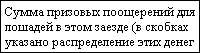 Сумма призовых поощрений для
лошадей в этом заезде (в скобках
указано распределение этих денег